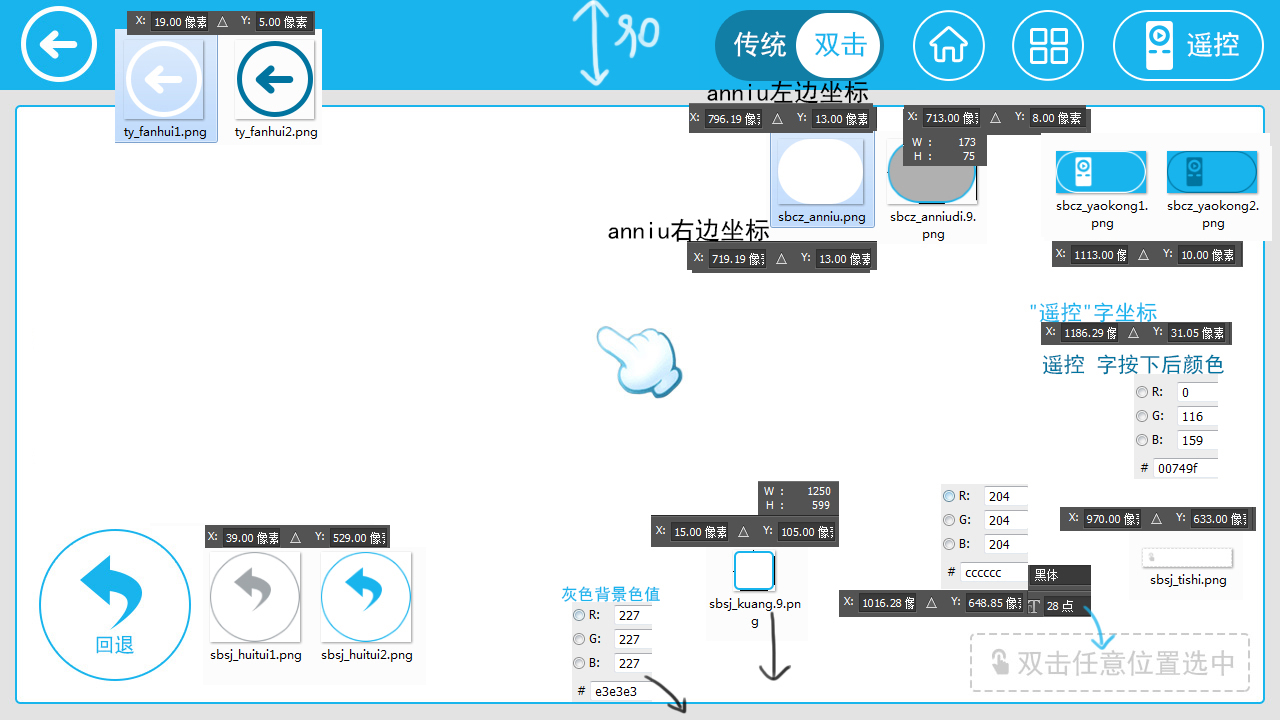 X: 19.00 像素 △ Y: 5.00 像素
90
传统
双击
遥控
ty_fanhui1.png
ty_fanhui2.png
anniu左边坐标
X: 796.19 像 △ Y: 13.00 像素
X: 713.00 像 △ Y: 8.00 像素
W : 173
H : 75
sbcz_anniu.png
sbcz_anniudi.9.
png
sbcz_yaokong1.
png
sbcz_yaokong2.
png
anniu右边坐标
X: 719.19 像 △ Y: 13.00 像素
X: 1113.00 像 △ Y: 10.00 像素
"遥控"字坐标
X: 1186.29 像 △ Y: 31.05 像素
遥控 字按下后颜色
R: 0
G: 116
B: 159
# 00749f
W : 1250
H : 599
X: 15.00 像素 △ Y: 105.00 像
sbsj_kuang.9.pn
g
R: 204
G: 204
B: 204
# cccccc
黑体
X: 1016.28 像 △ Y: 648.85 像
T 28 点
X: 970.00 像 △ Y: 633.00 像
sbsj_tishi.png
双击任意位置选中
回退
X: 39.00 像素 △ Y: 529.00 像
sbsj_huitui1.png
sbsj_huitui2.p
灰色背景色值
R: 227
G: 227
B: 227
# e3e3e3